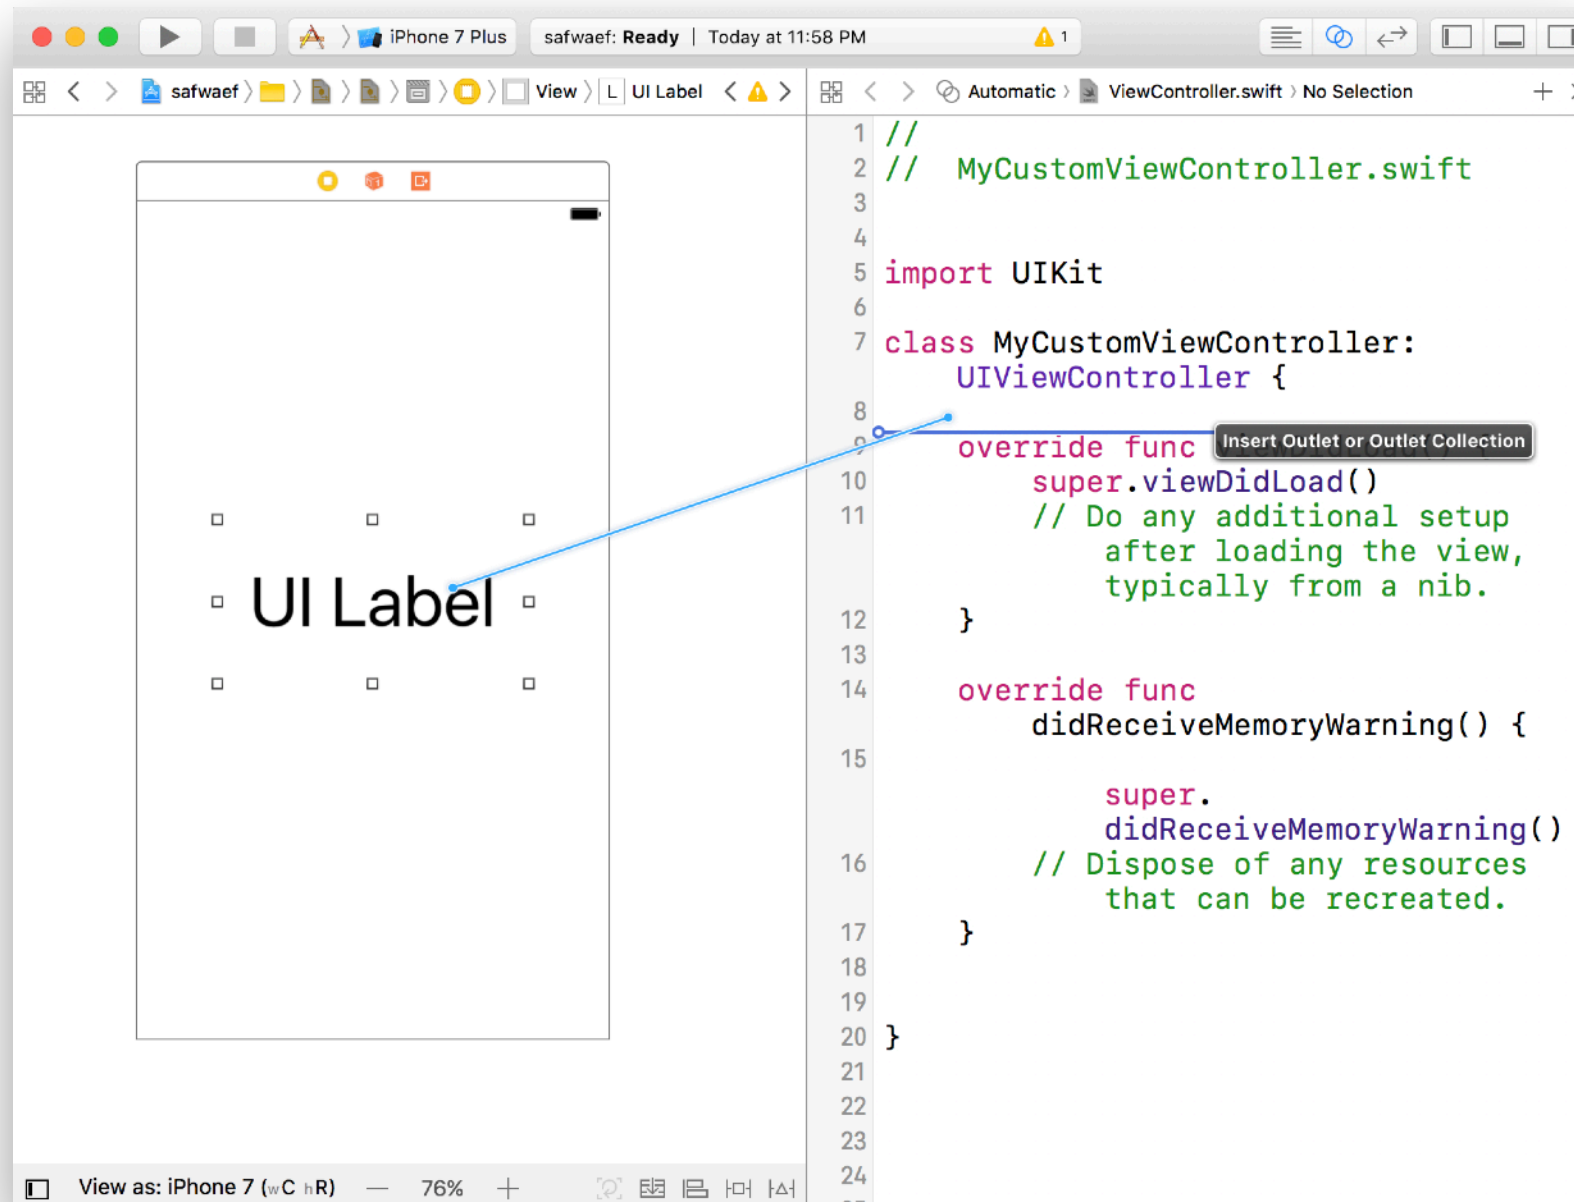 iPhone 7 Plus
safwaef: Ready | Today at 11:58 PM
1
safwaef
View
L
UI Label
Automatic
ViewController.swift
No Selection
UI Label
View as: iPhone 7 (wC hR)
76%
1 //
2 //  MyCustomViewController.swift
3
4
5 import UIKit
6
7 class MyCustomViewController:
UIViewController {
8
Insert Outlet or Outlet Collection
9 override func
10 super.viewDidLoad()
11 // Do any additional setup
after loading the view,
typically from a nib.
12 }
13
14 override func
didReceiveMemoryWarning() {
15
super.
didReceiveMemoryWarning()
16 // Dispose of any resources
that can be recreated.
17 }
18
19
20 }
21
22
23
24